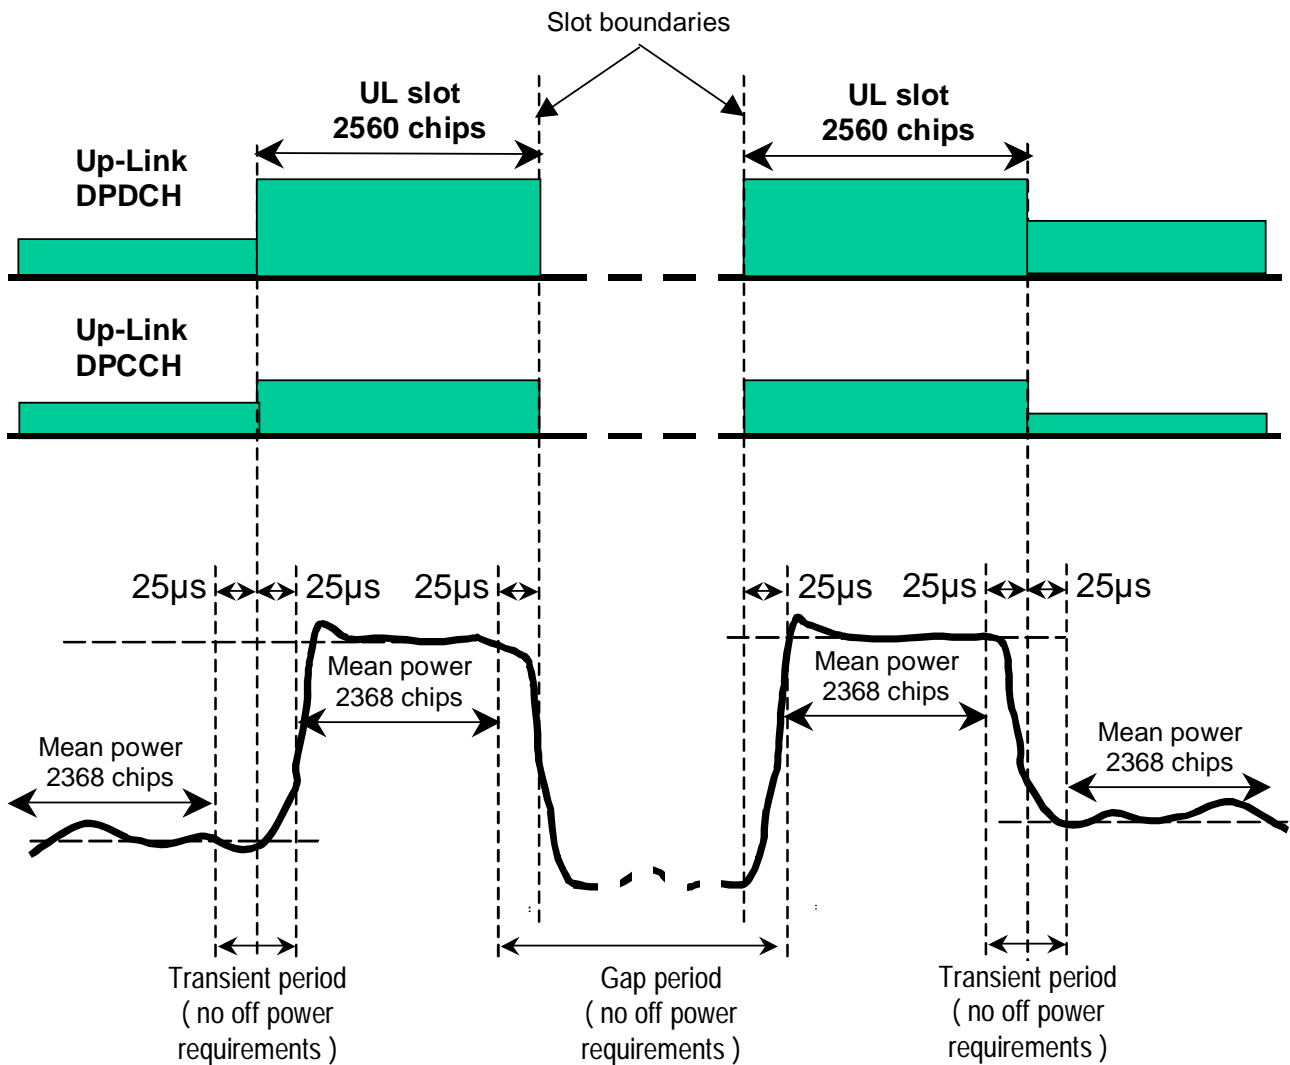 Slot boundaries
UL slot
2560 chips
UL slot
2560 chips
Up-Link
DPDCH
Up-Link
DPCCH
25µs
25µs
25µs
25µs
25µs
25µs
Mean power
2368 chips
Mean power
2368 chips
Mean power
2368 chips
Mean power
2368 chips
Transient period
( no off power
requirements )
Gap period
( no off power
requirements )
Transient period
( no off power
requirements )